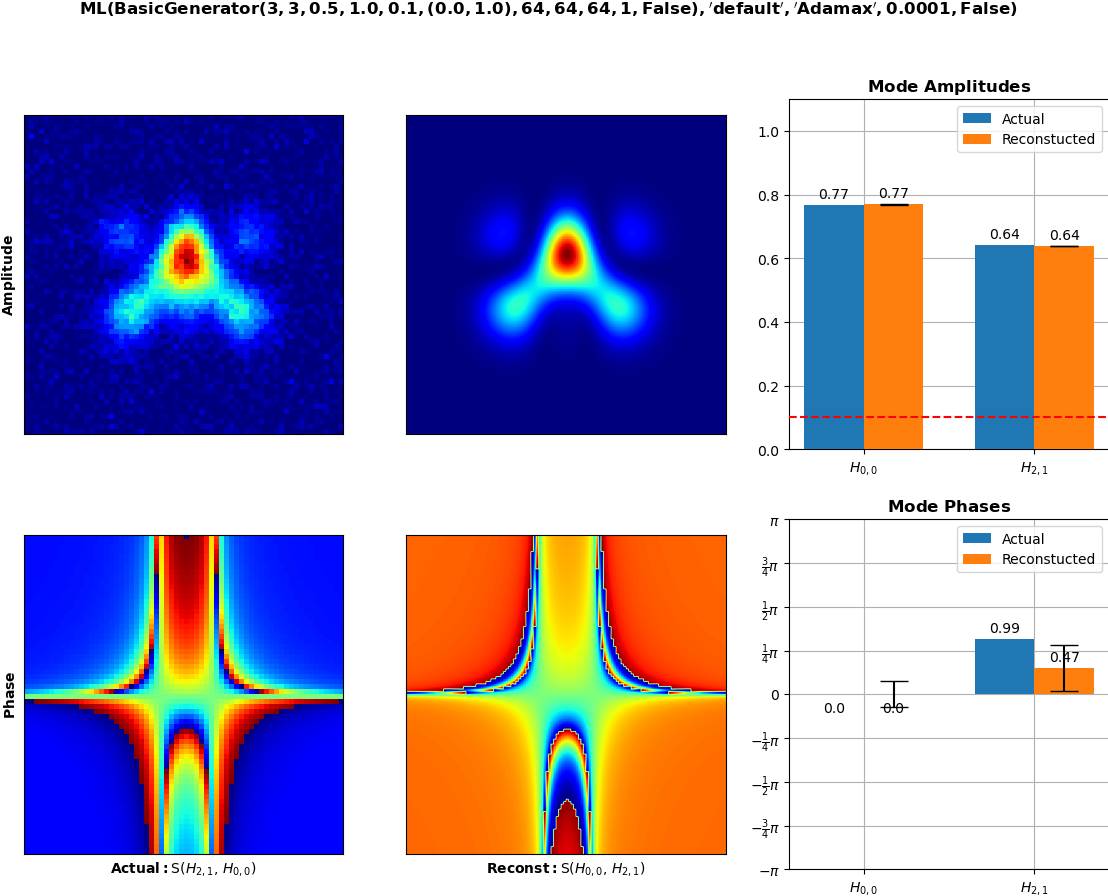 ML(BasicGenerator(3, 3, 0.5, 1.0, 0.1, (0.0, 1.0), 64, 64, 64, 1, False), ′default′, ′Adamax′, 0.0001, False)
Amplitude
Mode Amplitudes
Actual
Reconstucted
1.0
0.8
0.6
0.4
0.2
0.0
0.77
0.77
0.64
0.64
H0,0
H2,1
Phase
Actual: S(H2,1, H0,0)
Reconst: S(H0,0, H2,1)
Mode Phases
Actual
Reconstucted
π
3/4π
1/2π
1/4π
0
−1/4π
−1/2π
−3/4π
−π
0.0
0.0
0.99
0.47
H0,0
H2,1